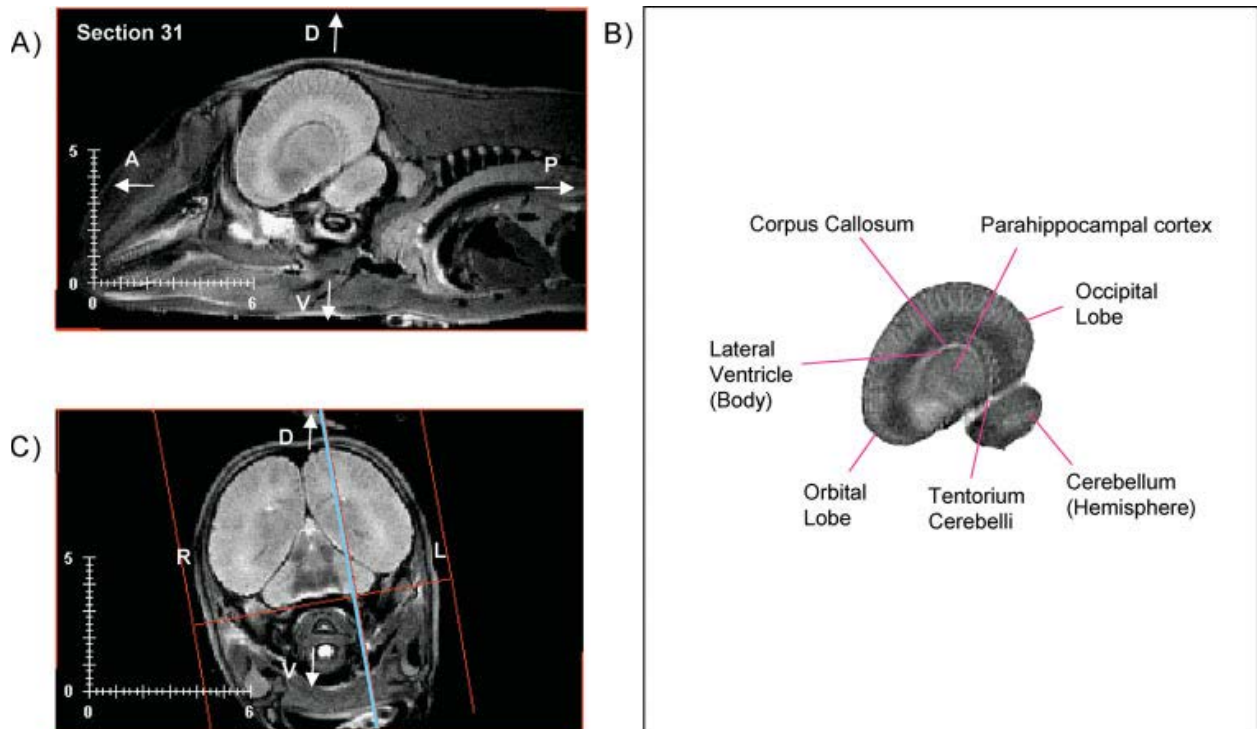 A)
Section 31
D
A
P
V
5
0
0
6
B)
Corpus Callosum
Parahippocampal cortex
Occipital
Lobe
Lateral
Ventricle
(Body)
Orbital
Lobe
Tentorium
Cerebelli
Cerebellum
(Hemisphere)
C)
D
R
L
V
5
0
0
6